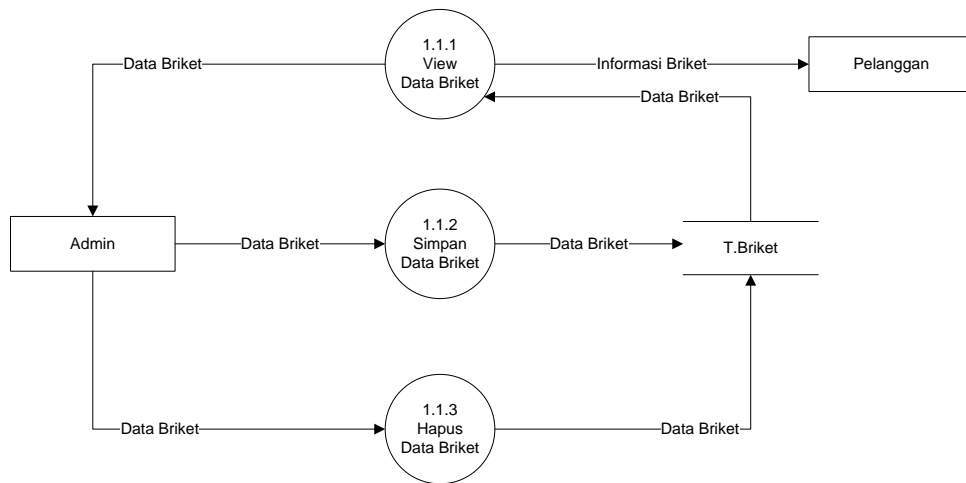 1.1.1
View
Data Briket
Data Briket
Informasi Briket
Pelanggan
Data Briket
Admin
Data Briket
1.1.2
Simpan
Data Briket
Data Briket
T.Briket
1.1.3
Hapus
Data Briket
Data Briket
Data Briket